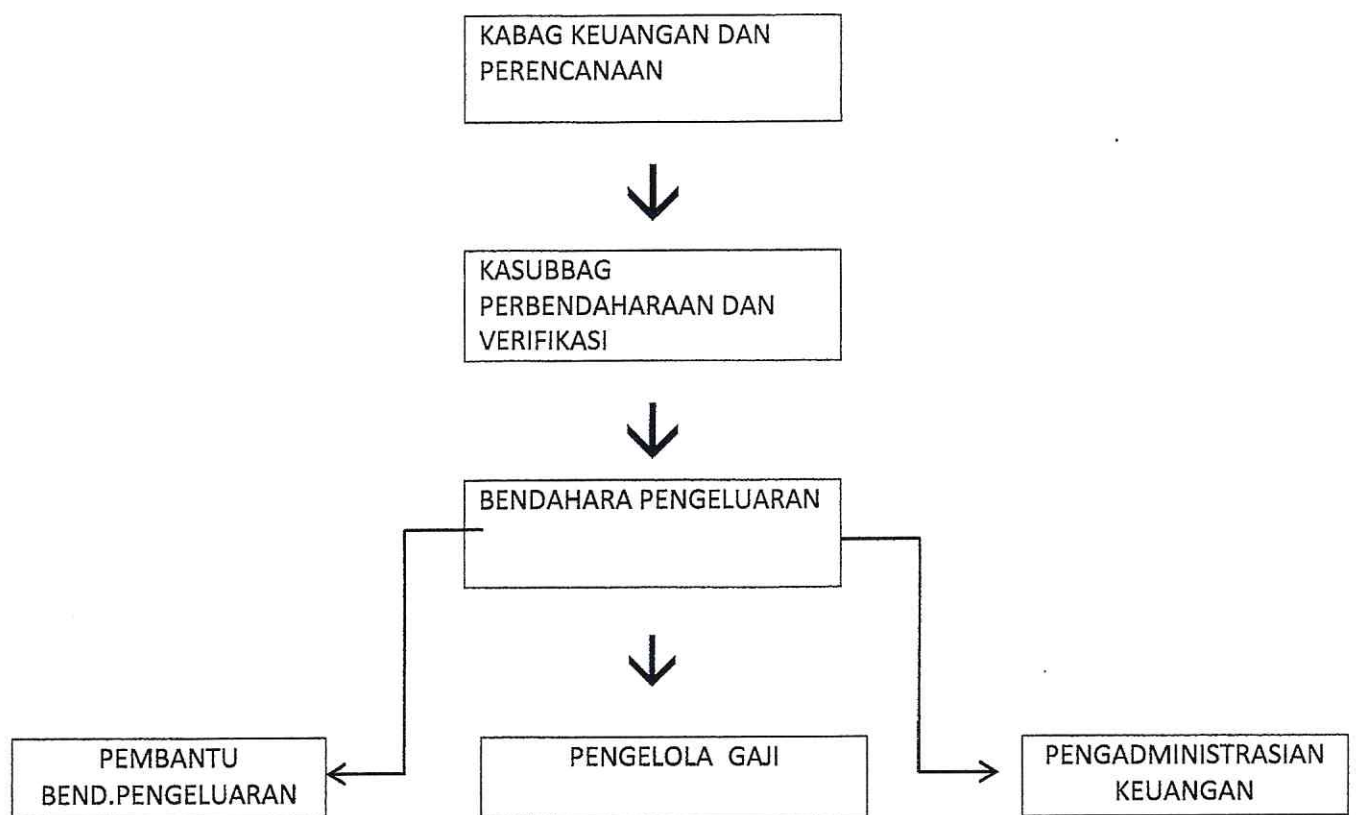 KABAG KEUANGAN DAN
PERENCANAAN
KASUBBAG
PERBENDAHARAAN DAN
VERIFIKASI
BENDAHARA PENGELUARAN
PEMBANTU
BEND.PENGELUARAN
PENGELOLA GAJI
PENGADMINISTRASIAN
KEUANGAN